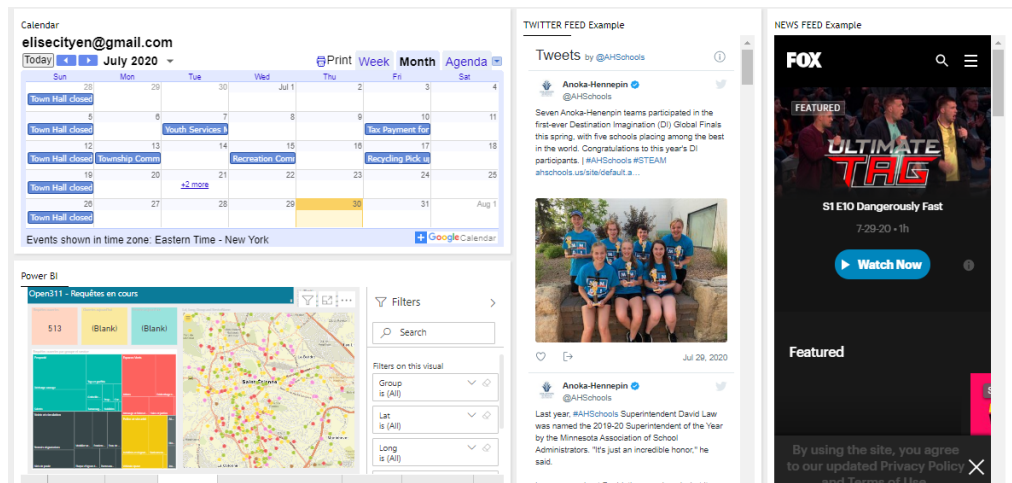 Calendar
elisecityen@gmail.com
Today July 2020 Print Week Month Agenda
Sun Mon Tue Wed Thu Fri Sat
28 29 30 Jul 1 2 3 4
Town Hall closed
5 6 7 8 9 10 11
Town Hall closed Youth Services M Tax Payment for
12 13 14 15 16 17 18
Town Hall closed Township Comm Recreation Comr Recycling Pick u
19 20 21 22 23 24 25
Town Hall closed +2 more
26 27 28 29 30 31 Aug 1
Town Hall closed
Events shown in time zone: Eastern Time - New York
Google Calendar
Power BI
Open311 - Requêtes en cours
513 (Blank) (Blank)
Saint-Étienne
Filters
Search
Filters on this visual
Group
is (All)
Lat
is (All)
Long
is (All)
TWITTER FEED Example
Tweets by @AHSchools
Anoka-Hennepin
@AHSchools
Seven Anoka-Hennepin teams participated in the
first-ever Destination Imagination (DI) Global Finals
this spring, with five schools placing among the best
in the world. Congratulations to this year's DI
participants. | #AHSchools #STEAM
ahschools.us/site/default.a…
Jul 29, 2020
Anoka-Hennepin
@AHSchools
Last year, #AHSchools Superintendent David Law
was named the 2019-20 Superintendent of the Year
by the Minnesota Association of School
Administrators. "It's just an incredible honor," he
said.
NEWS FEED Example
FOX
FEATURED
ULTIMATE
TAG
S1 E10 Dangerously Fast
7-29-20 • 1h
Watch Now
Featured
By using the site, you agree
to our updated Privacy Policy
and Terms of Use